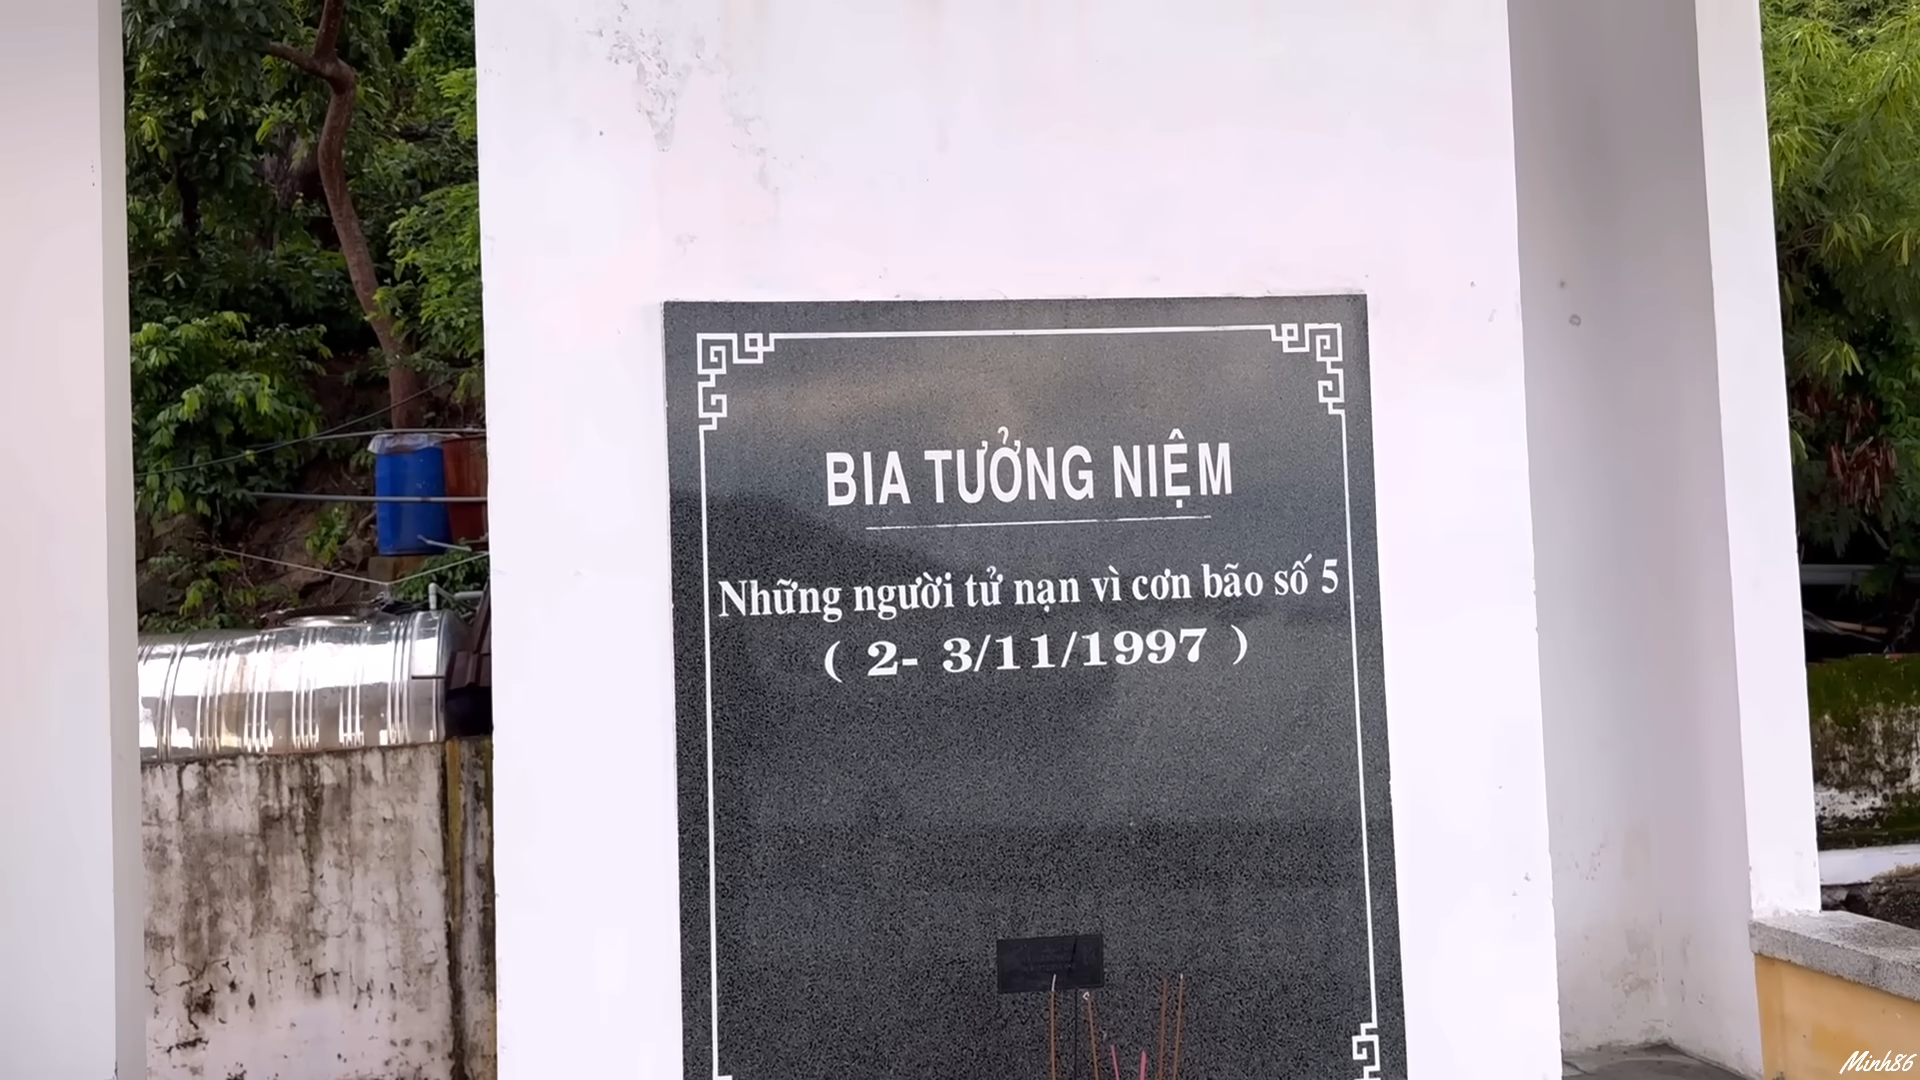 BIA TƯỞNG NIỆM
Những người tử nạn vì cơn bão số 5
( 2- 3/11/1997 )
Minh86